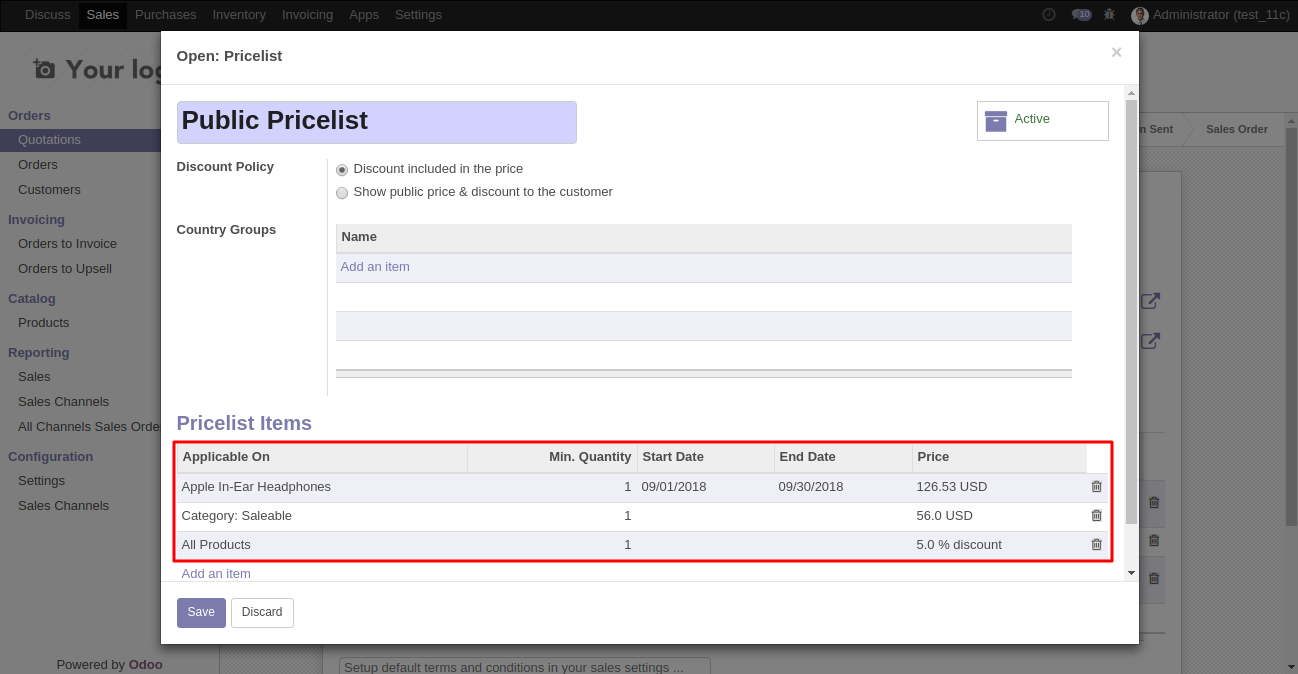 Discuss Sales Purchases Inventory Invoicing Apps Settings 10 Administrator (test_11c)
Open: Pricelist ×
Your log
Public Pricelist
Active
n Sent Sales Order
Orders
Quotations
Orders
Customers
Invoicing
Orders to Invoice
Orders to Upsell
Catalog
Products
Reporting
Sales
Sales Channels
All Channels Sales Orde
Configuration
Settings
Sales Channels
Powered by Odoo
Discount Policy
Discount included in the price
Show public price & discount to the customer
Country Groups
Name
Add an item
Pricelist Items
Applicable On Min. Quantity Start Date End Date Price
Apple In-Ear Headphones 1 09/01/2018 09/30/2018 126.53 USD
Category: Saleable 1 56.0 USD
All Products 1 5.0 % discount
Add an item
Save Discard
Setup default terms and conditions in your sales settings ...